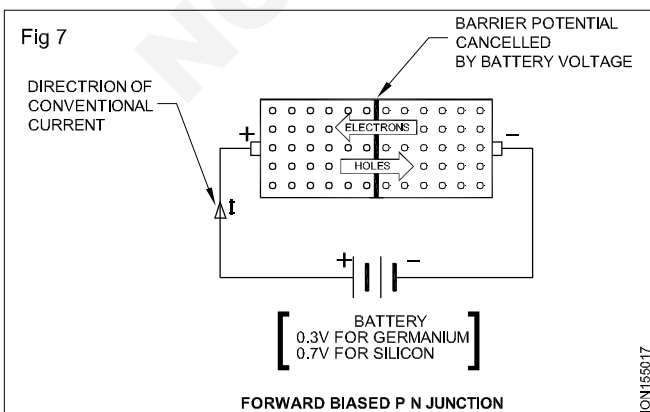 Fig 7
BARRIER POTENTIAL
CANCELLED
BY BATTERY VOLTAGE
DIRECTRION OF
CONVENTIONAL
CURRENT
+
ELECTRONS
−
HOLES
I
+ −
BATTERY
0.3V FOR GERMANIUM
0.7V FOR SILICON
FORWARD BIASED P N JUNCTION